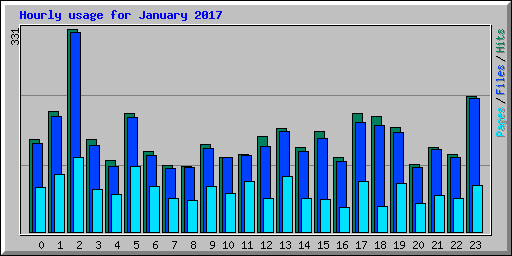 Hourly usage for January 2017
331
Pages/Files/Hits
0 1 2 3 4 5 6 7 8 9 10 11 12 13 14 15 16 17 18 19 20 21 22 23